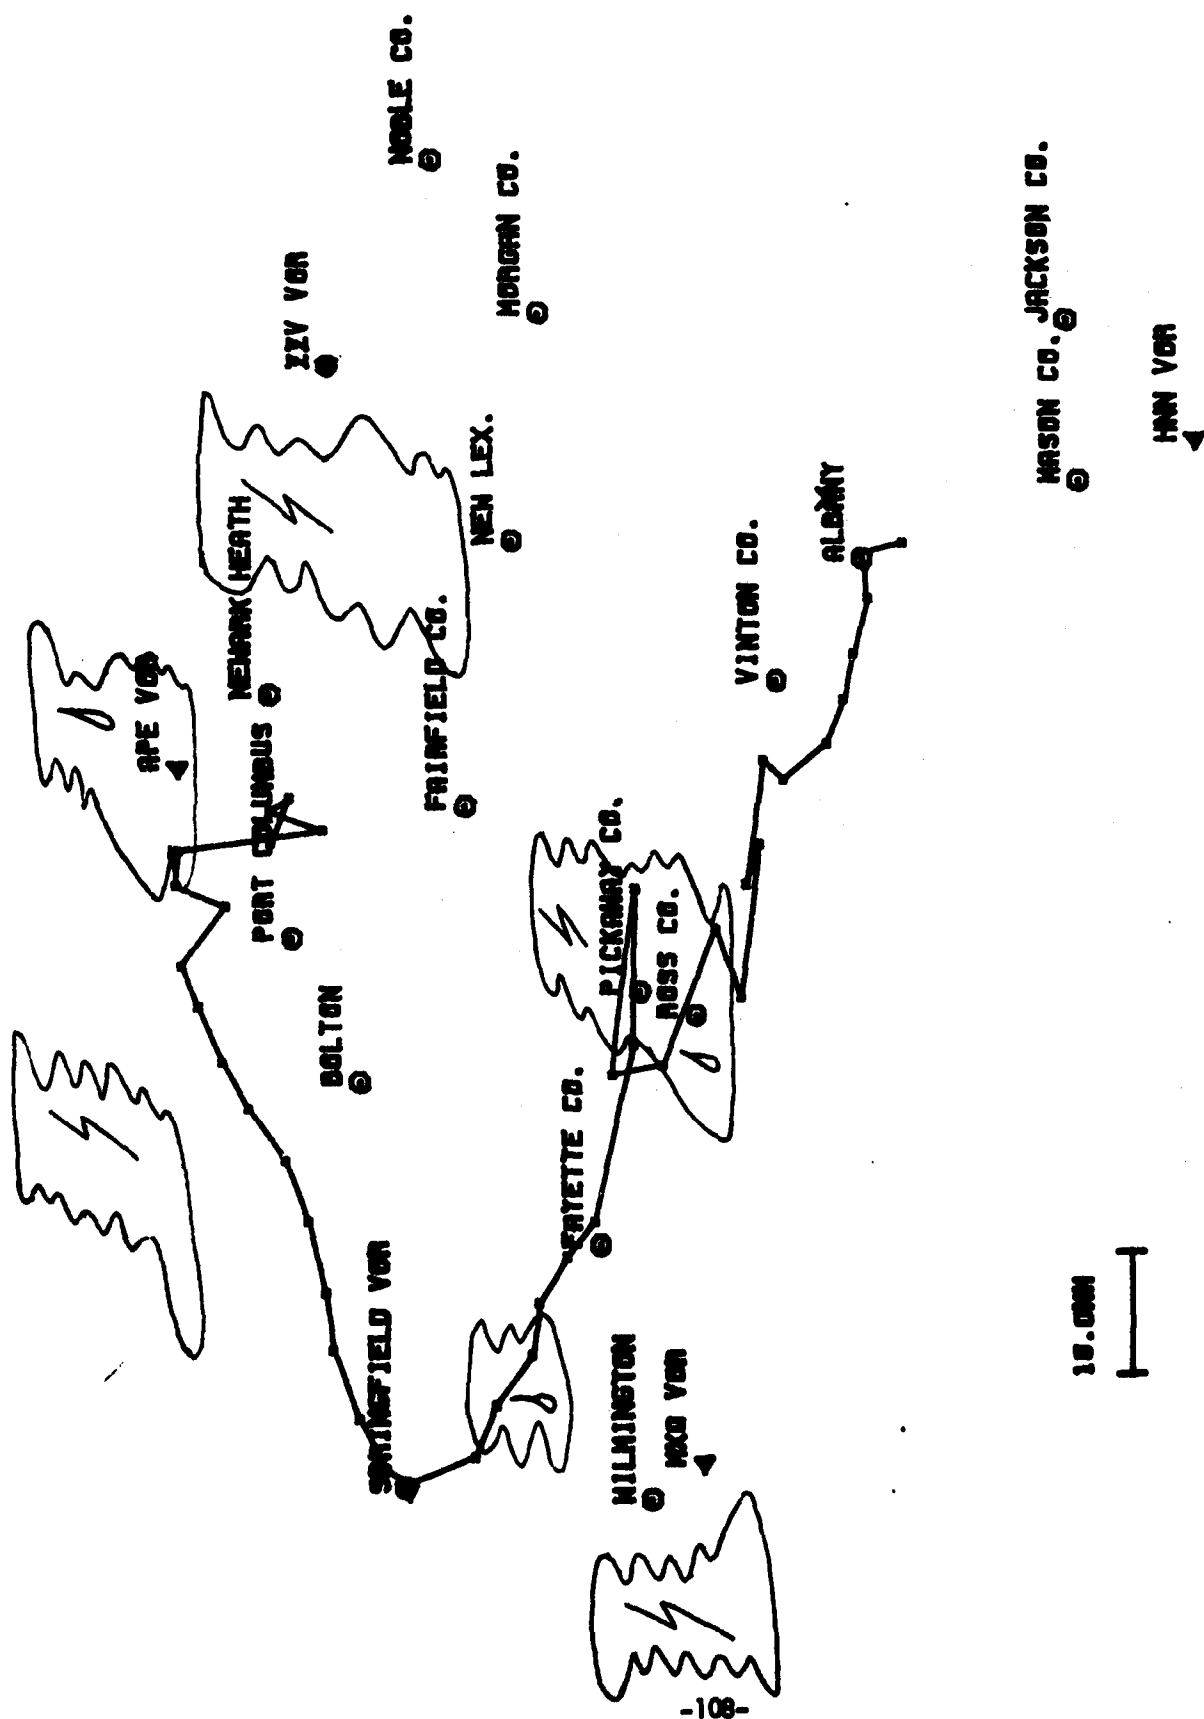 NOBLE CO.
MORGAN CO.
ZZV VOR
JACKSON CO.
MASON CO.
HNN VOR
NEW LEX.
NEWARK HEATH
ALBANY
VINTON CO.
APE VOR
FAIRFIELD CO.
PORT COLUMBUS
PICKAWAY CO.
ROSS CO.
BOLTON
FAYETTE CO.
SPRINGFIELD VOR
WILMINGTON
MXQ VOR
10.0NM
-108-